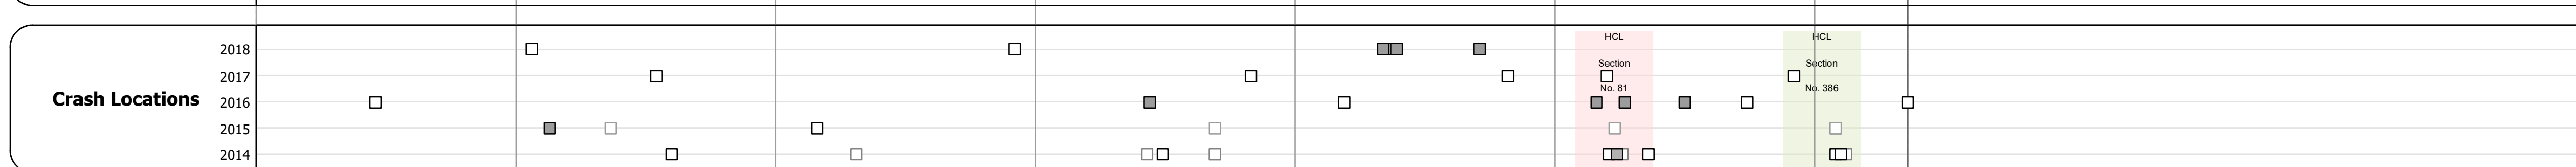 Crash Locations
2018
2017
2016
2015
2014
HCL
Section
No. 81
HCL
Section
No. 386